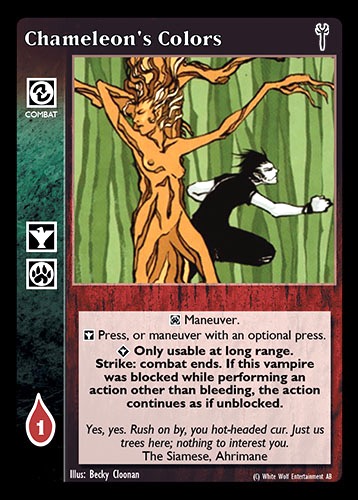 Chameleon's Colors
COMBAT
Maneuver.
Press, or maneuver with an optional press.
Only usable at long range.
Strike: combat ends. If this vampire
was blocked while performing an
action other than bleeding, the action
continues as if unblocked.
Yes, yes. Rush on by, you hot-headed cur. Just us
trees here; nothing to interest you.
The Siamese, Ahrimane
1
Illus: Becky Cloonan
(C) White Wolf Entertainment AB